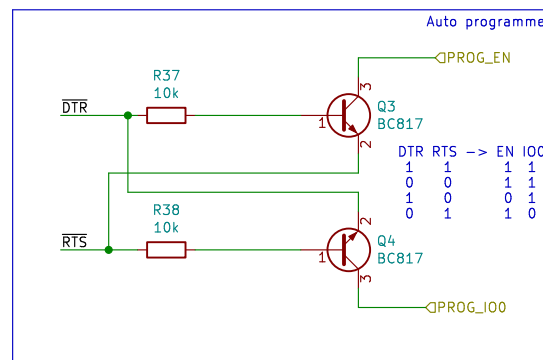 Auto programme
PROG_EN
R37
10k
3
Q3
BC817
DTR
1
2
DTR RTS -> EN IO0
1 1 1 1
0 0 1 1
1 0 0 1
0 1 1 0
R38
10k
2
Q4
BC817
RTS
1
3
PROG_IO0